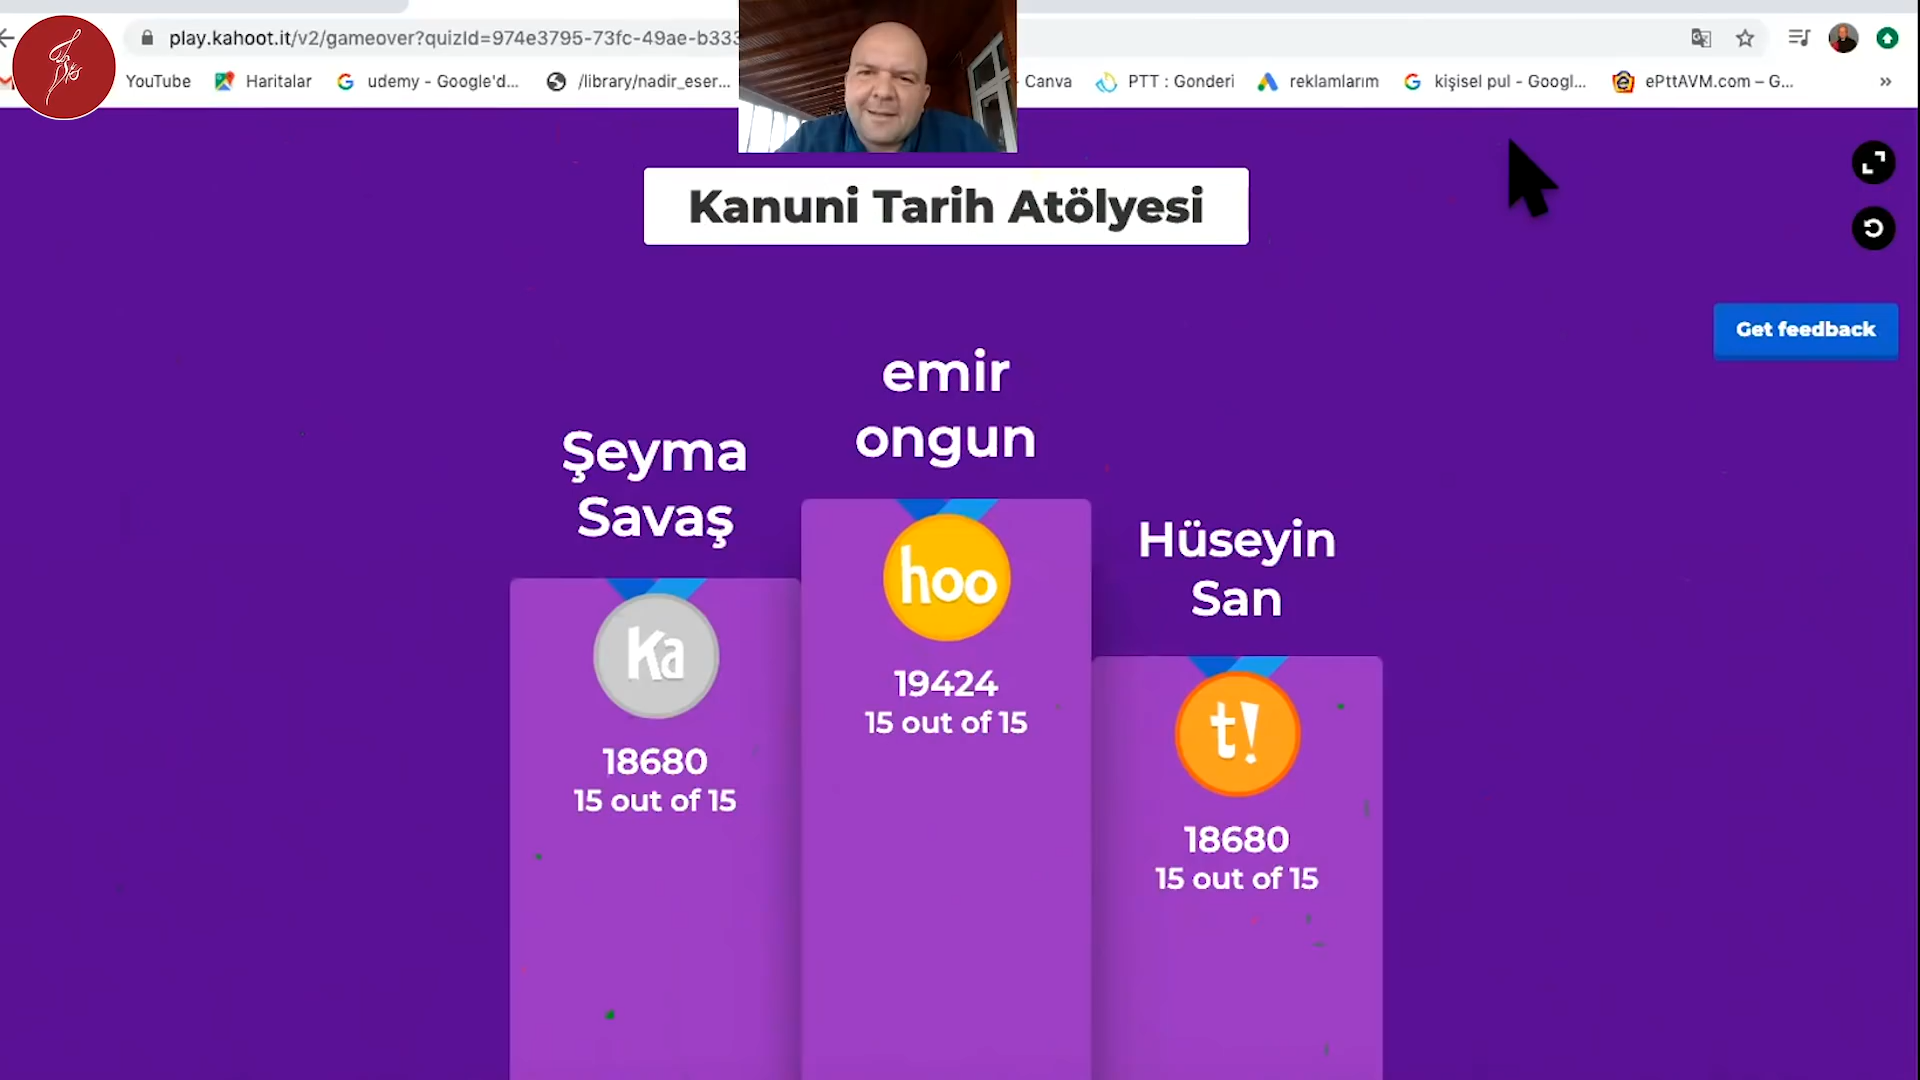 play.kahoot.it/v2/gameover?quizId=974e3795-73fc-49ae-b333
YouTube Haritalar udemy - Google'd... /library/nadir_eser... - Canva PTT : Gonderi reklamlarım kişisel pul - Googl... ePttAVM.com – G... »
Kanuni Tarih Atölyesi
Get feedback
emir
ongun
Şeyma
Savaş
Hüseyin
San
hoo
19424
15 out of 15
Ka
18680
15 out of 15
t!
18680
15 out of 15